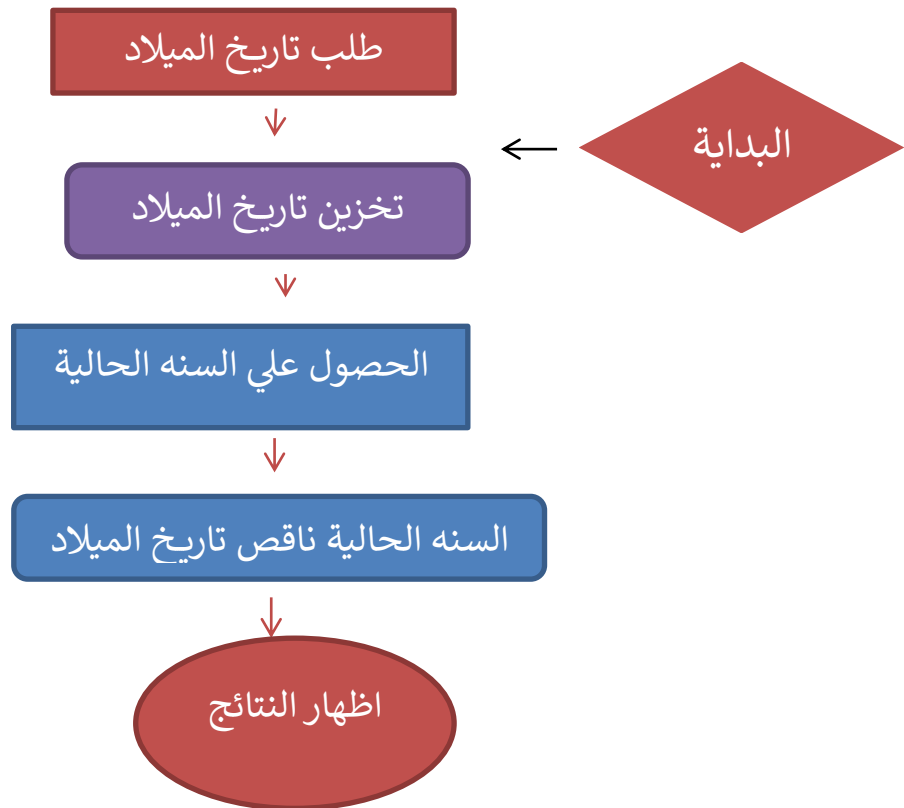 طلب تاريخ الميلاد
البداية
تخزين تاريخ الميلاد
الحصول علي السنه الحالية
السنه الحالية ناقص تاريخ الميلاد
اظهار النتائج